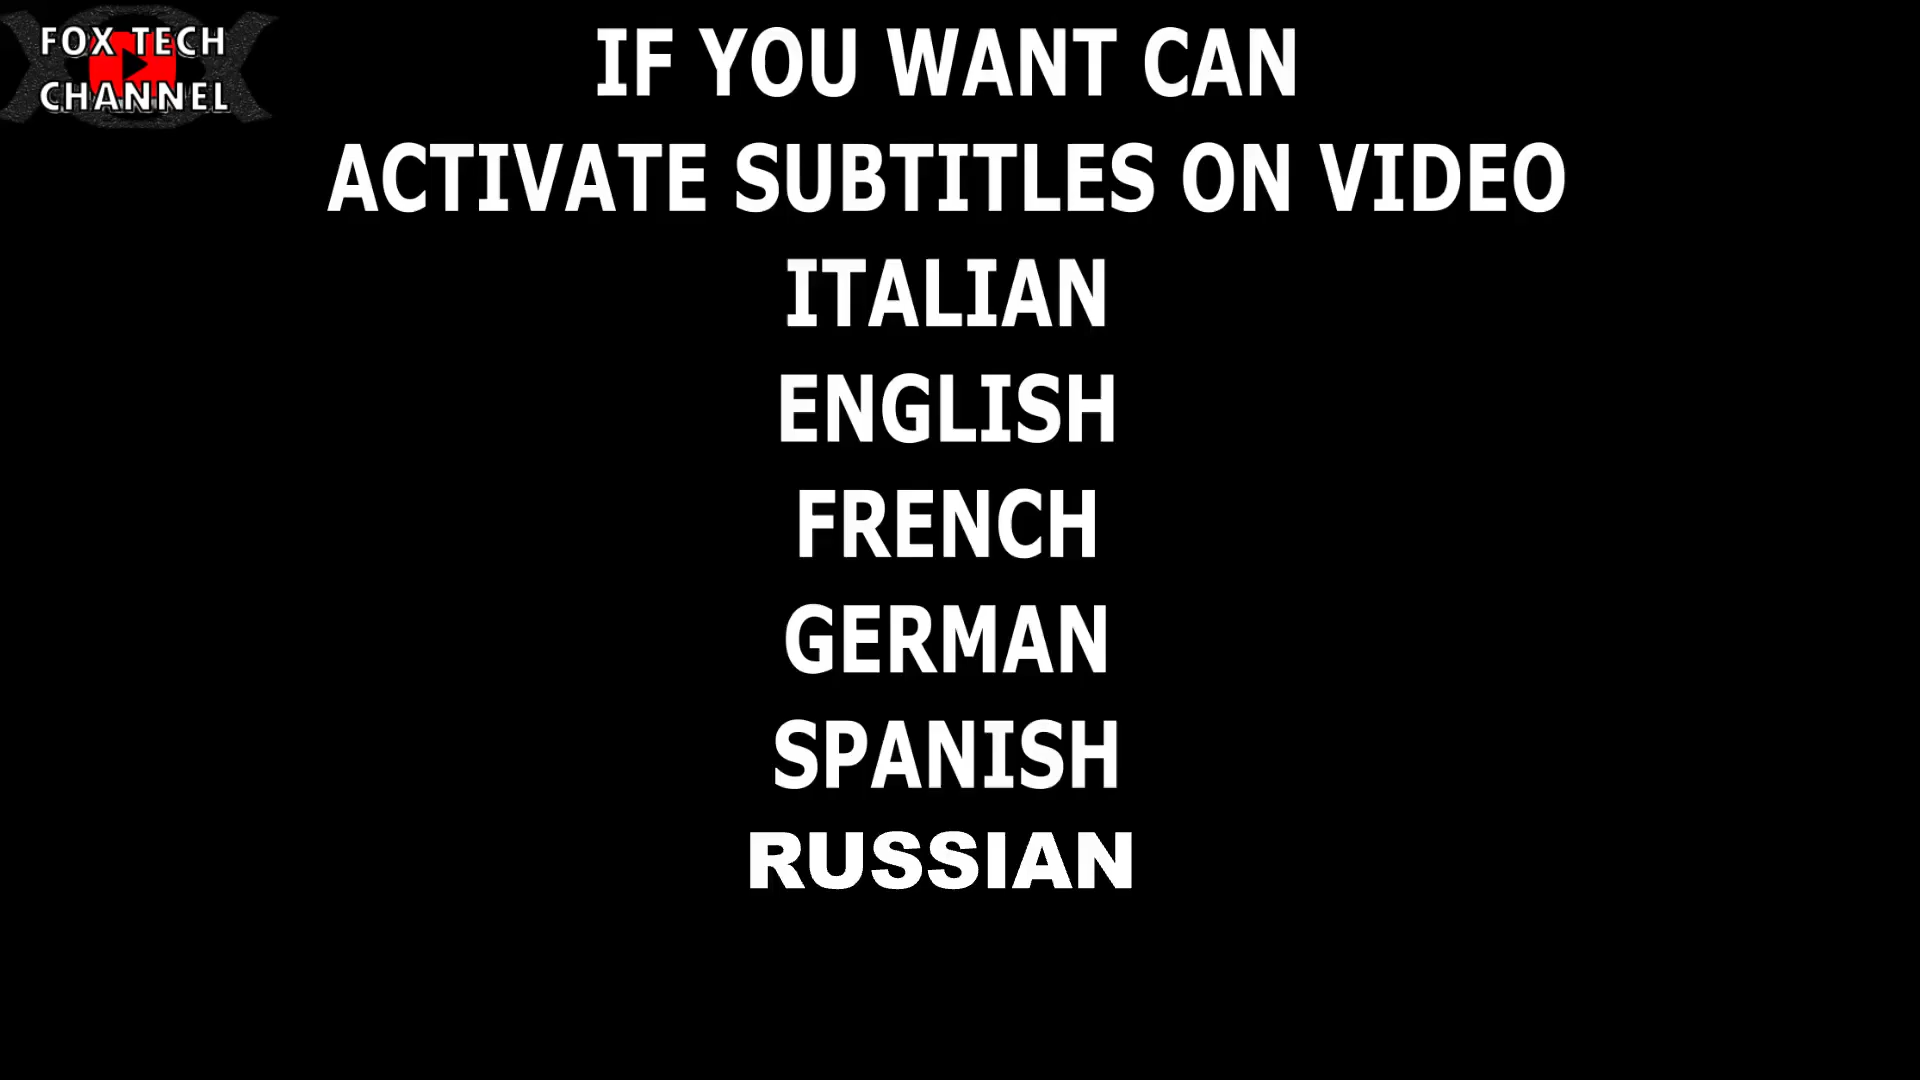 FOX TECH
CHANNEL
IF YOU WANT CAN
ACTIVATE SUBTITLES ON VIDEO
ITALIAN
ENGLISH
FRENCH
GERMAN
SPANISH
RUSSIAN